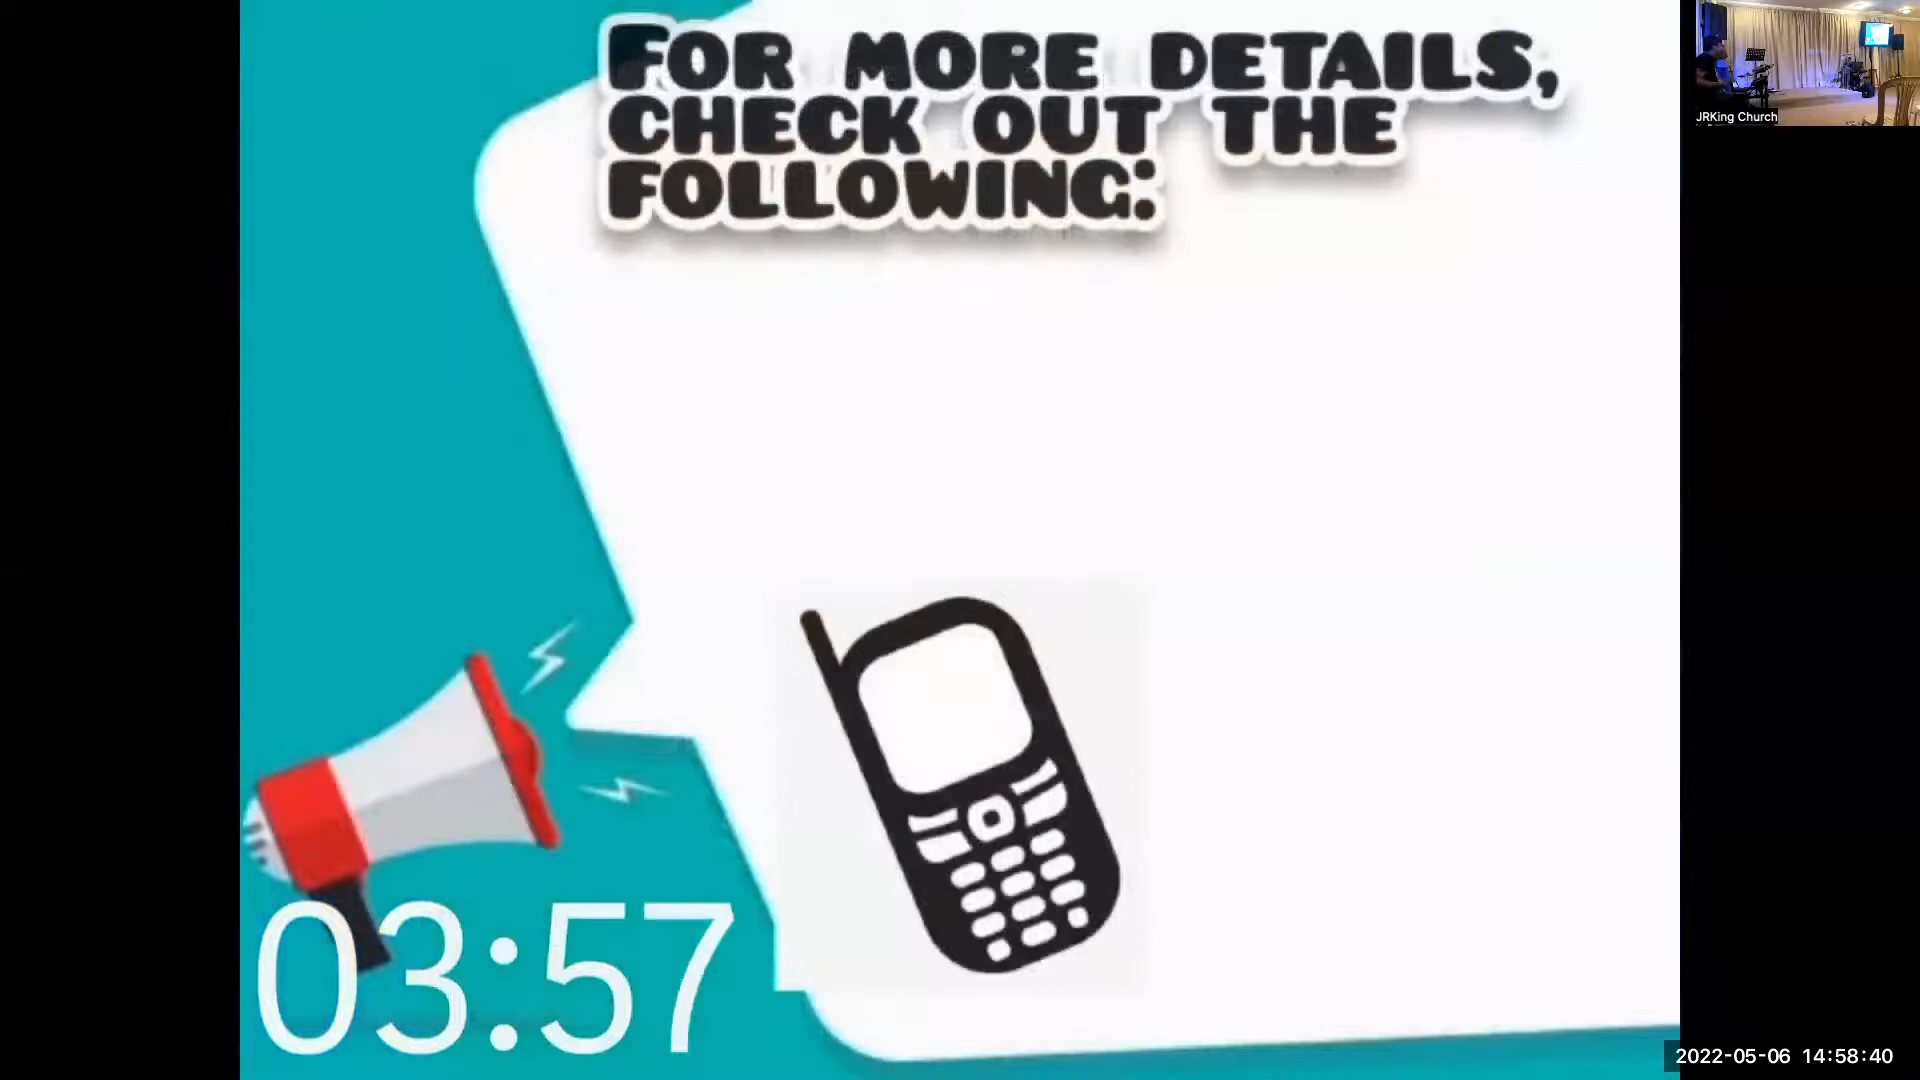 FOR MORE DETAILS,
CHECK OUT THE
FOLLOWING:
JRKing Church
03:57
2022-05-06 14:58:40